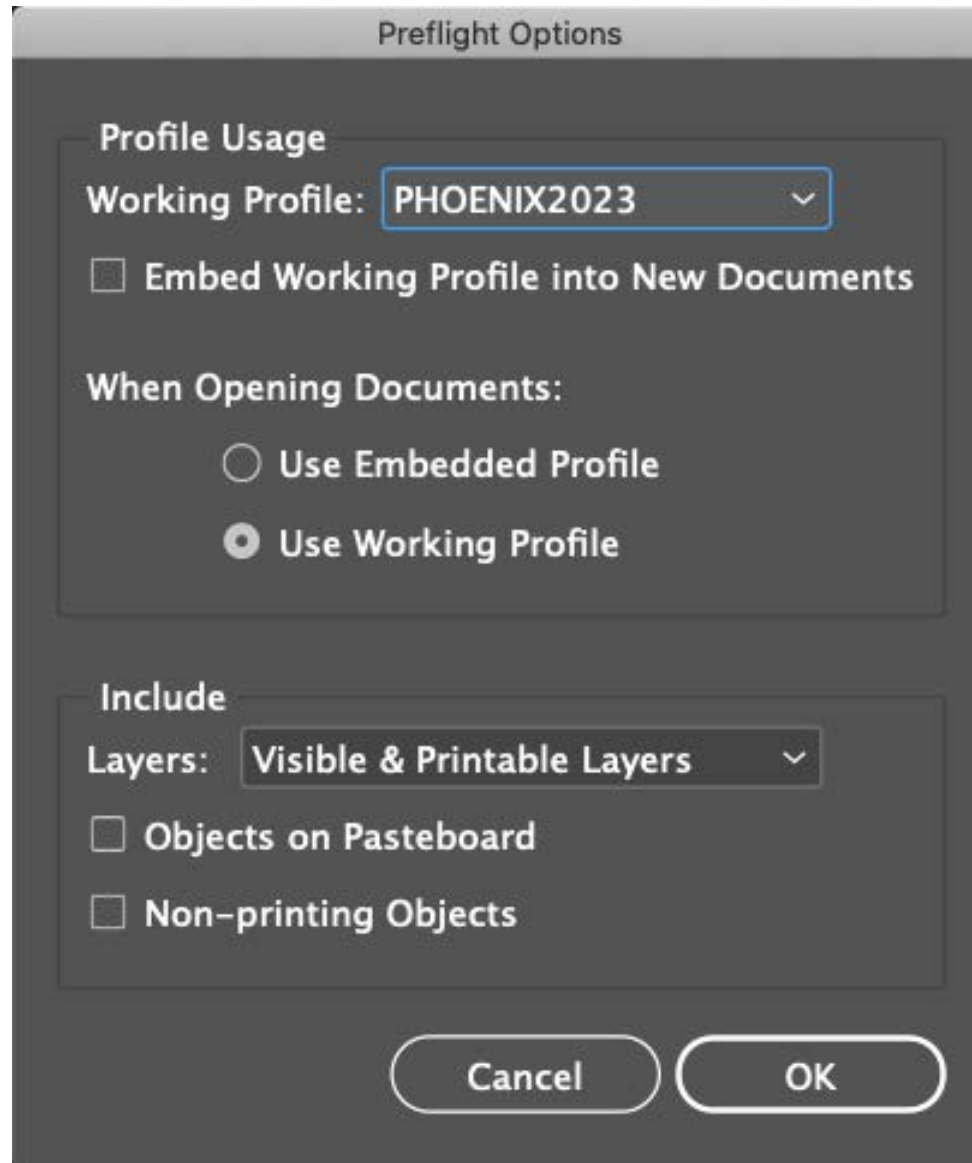 Preflight Options
Profile Usage
Working Profile: PHOENIX2023
Embed Working Profile into New Documents
When Opening Documents:
Use Embedded Profile
Use Working Profile
Include
Layers: Visible & Printable Layers
Objects on Pasteboard
Non-printing Objects
Cancel OK